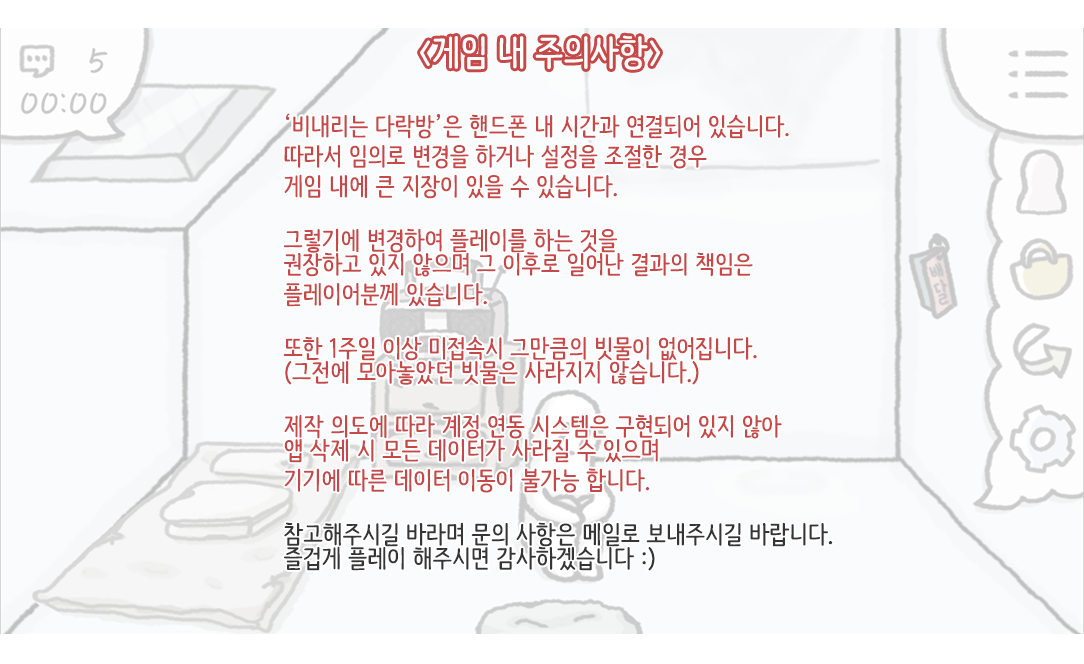 <게임 내 주의사항>
5
00:00
‘비내리는 다락방’은 핸드폰 내 시간과 연결되어 있습니다.
따라서 임의로 변경을 하거나 설정을 조절한 경우
게임 내에 큰 지장이 있을 수 있습니다.
그렇기에 변경하여 플레이를 하는 것을
권장하고 있지 않으며 그 이후로 일어난 결과의 책임은
플레이어분께 있습니다.
배달
또한 1주일 이상 미접속시 그만큼의 빗물이 없어집니다.
(그전에 모아놓았던 빗물은 사라지지 않습니다.)
제작 의도에 따라 계정 연동 시스템은 구현되어 있지 않아
앱 삭제 시 모든 데이터가 사라질 수 있으며
기기에 따른 데이터 이동이 불가능 합니다.
참고해주시길 바라며 문의 사항은 메일로 보내주시길 바랍니다.
즐겁게 플레이 해주시면 감사하겠습니다 :)